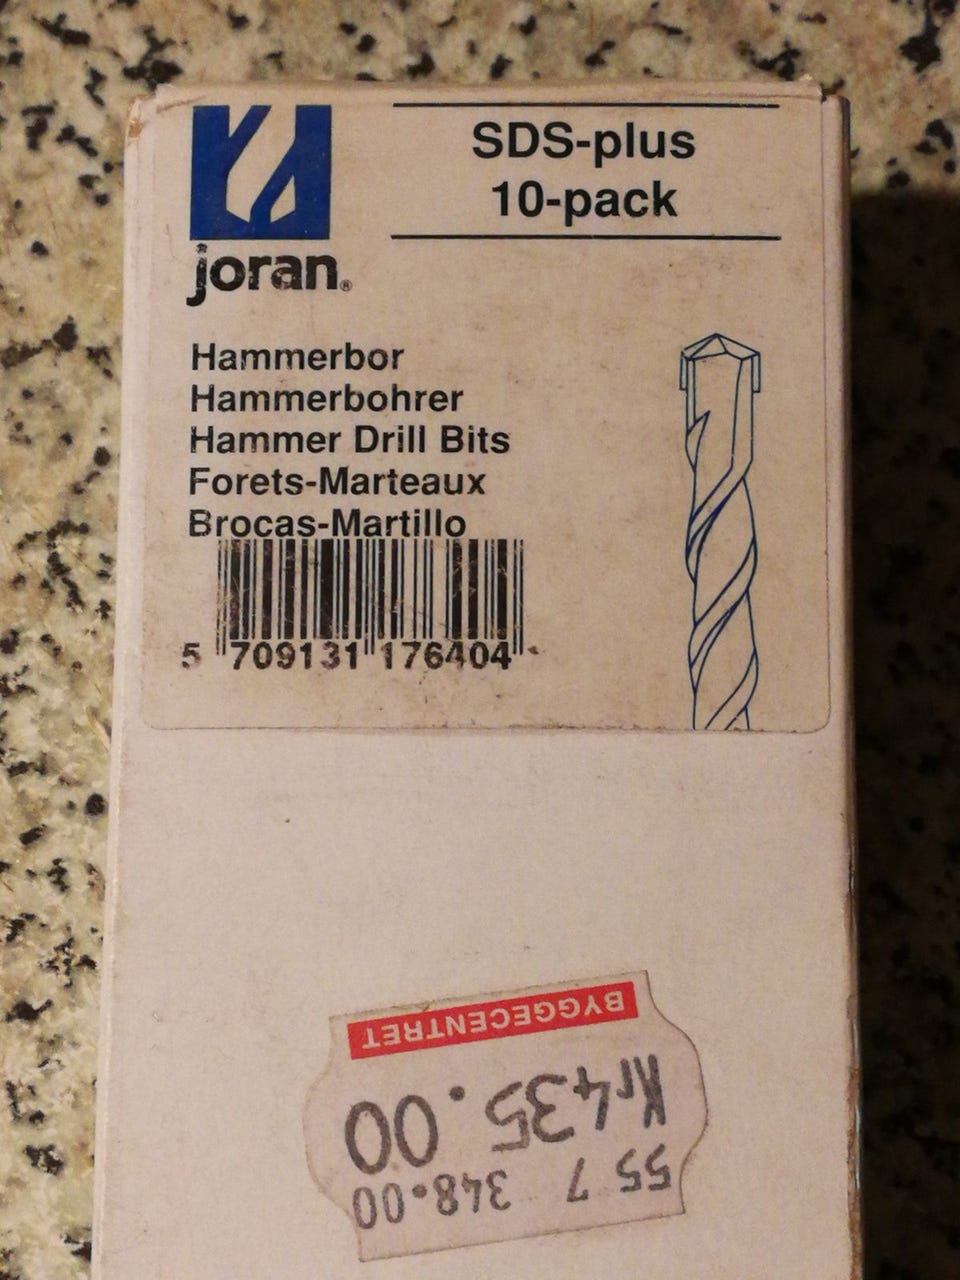 SDS-plus
10-pack
joran®
Hammerbor
Hammerbohrer
Hammer Drill Bits
Forets-Marteaux
Brocas-Martillo
5 709131 176404
BYGGECENTRET
Kr435.00
55 7 348.00